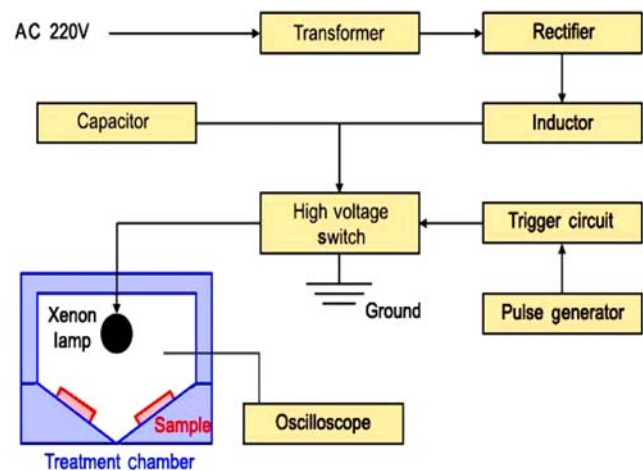 AC 220V
Transformer
Rectifier
Capacitor
Inductor
High voltage
switch
Trigger circuit
Ground
Pulse generator
Xenon
lamp
Sample
Oscilloscope
Treatment chamber